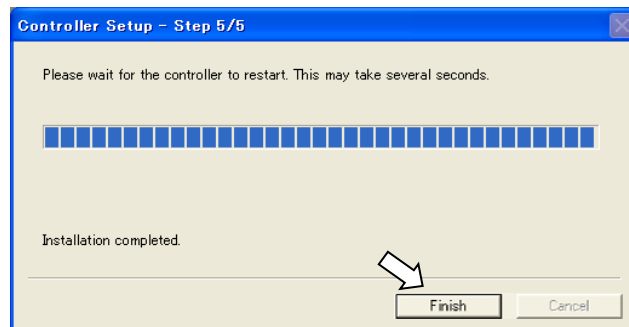 Controller Setup - Step 5/5
Please wait for the controller to restart. This may take several seconds.
Installation completed.
Finish
Cancel